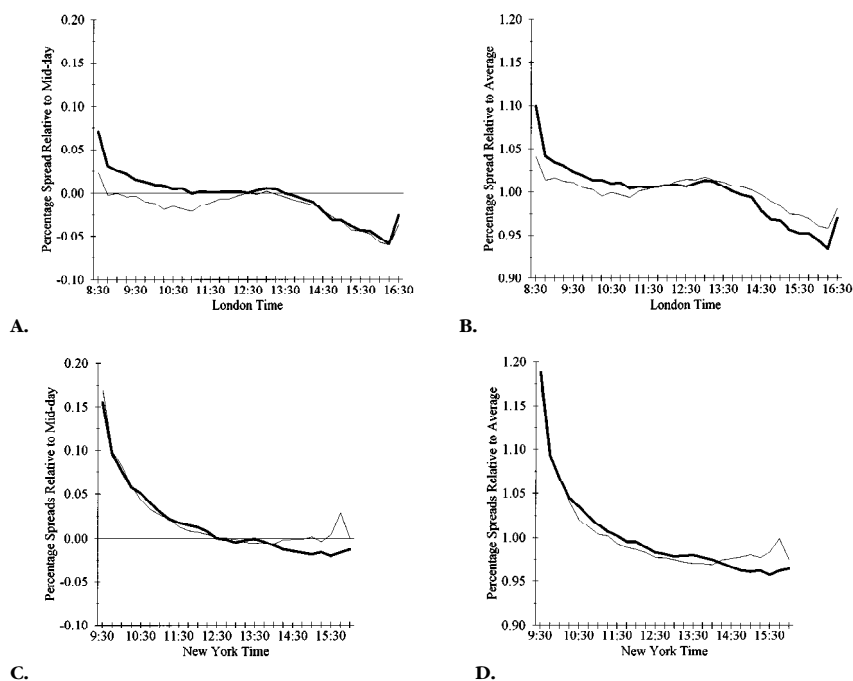 0.20
0.15
0.10
0.05
0.00
-0.05
-0.10
Percentage Spread Relative to Mid-day
8:30 9:30 10:30 11:30 12:30 13:30 14:30 15:30 16:30
London Time
A.
1.20
1.15
1.10
1.05
1.00
0.95
0.90
Percentage Spread Relative to Average
8:30 9:30 10:30 11:30 12:30 13:30 14:30 15:30 16:30
London Time
B.
0.20
0.15
0.10
0.05
0.00
-0.05
-0.10
Percentage Spreads Relative to Mid-day
9:30 10:30 11:30 12:30 13:30 14:30 15:30
New York Time
C.
1.20
1.15
1.10
1.05
1.00
0.95
0.90
Percentage Spreads Relative to Average
9:30 10:30 11:30 12:30 13:30 14:30 15:30
New York Time
D.